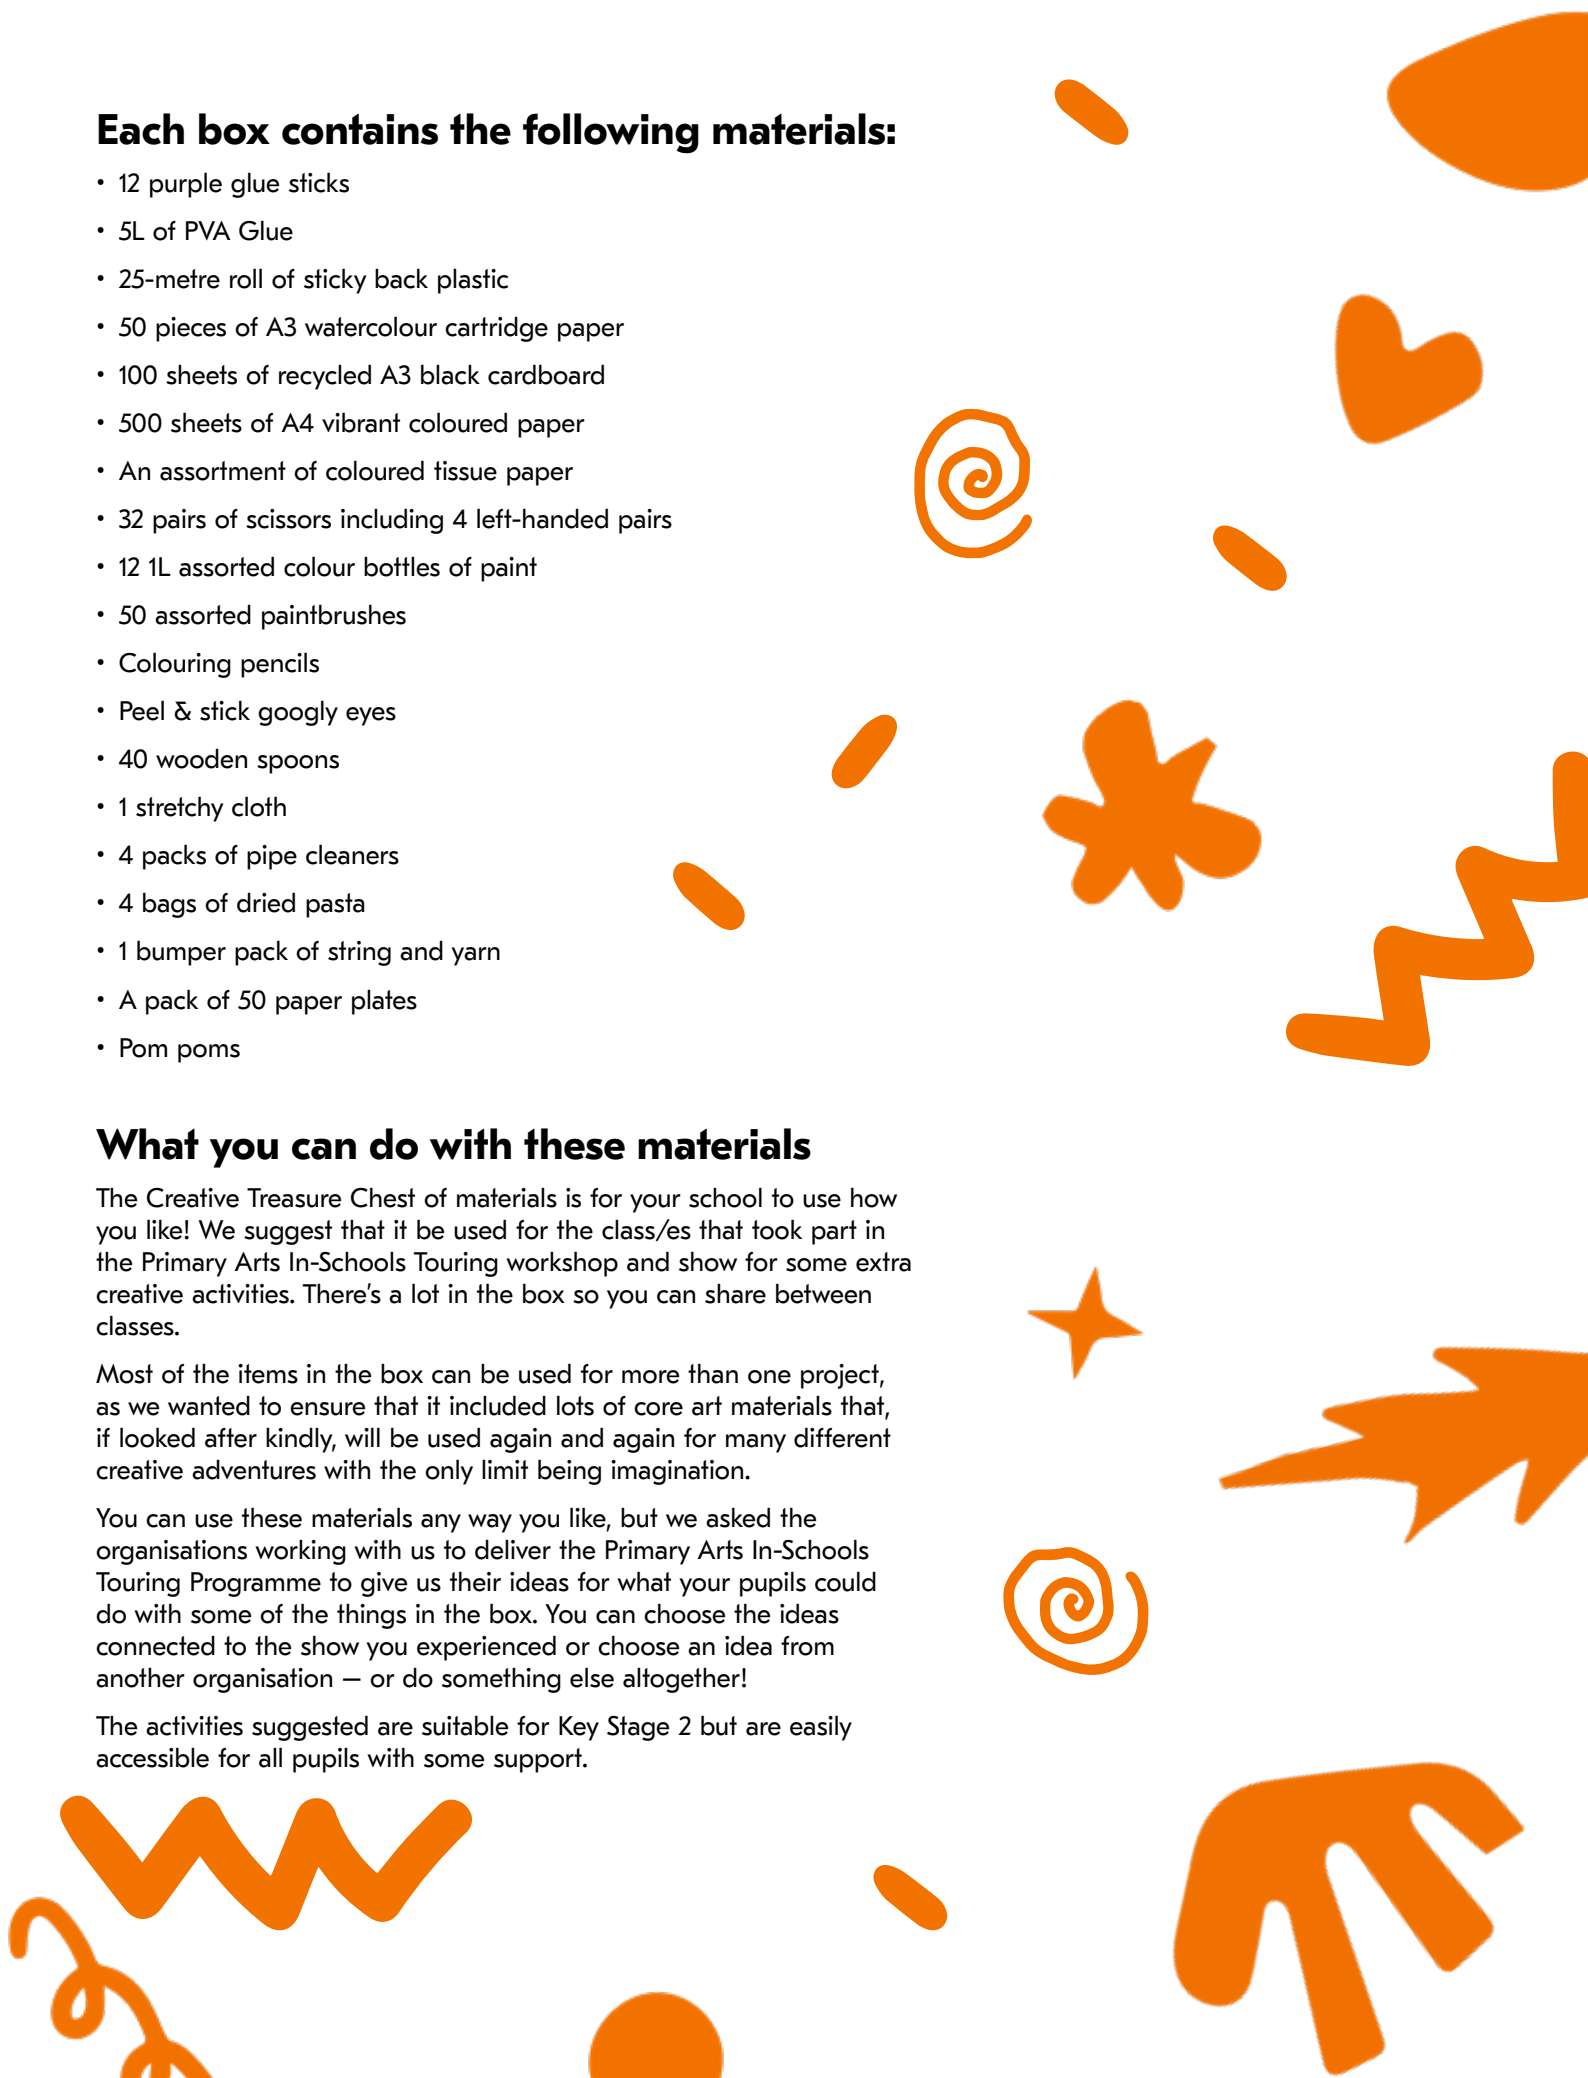 Each box contains the following materials:
• 12 purple glue sticks
• 5L of PVA Glue
• 25-metre roll of sticky back plastic
• 50 pieces of A3 watercolour cartridge paper
• 100 sheets of recycled A3 black cardboard
• 500 sheets of A4 vibrant coloured paper
• An assortment of coloured tissue paper
• 32 pairs of scissors including 4 left-handed pairs
• 12 1L assorted colour bottles of paint
• 50 assorted paintbrushes
• Colouring pencils
• Peel & stick googly eyes
• 40 wooden spoons
• 1 stretchy cloth
• 4 packs of pipe cleaners
• 4 bags of dried pasta
• 1 bumper pack of string and yarn
• A pack of 50 paper plates
• Pom poms
What you can do with these materials
The Creative Treasure Chest of materials is for your school to use how
you like! We suggest that it be used for the class/es that took part in
the Primary Arts In-Schools Touring workshop and show for some extra
creative activities. There's a lot in the box so you can share between
classes.
Most of the items in the box can be used for more than one project,
as we wanted to ensure that it included lots of core art materials that,
if looked after kindly, will be used again and again for many different
creative adventures with the only limit being imagination.
You can use these materials any way you like, but we asked the
organisations working with us to deliver the Primary Arts In-Schools
Touring Programme to give us their ideas for what your pupils could
do with some of the things in the box. You can choose the ideas
connected to the show you experienced or choose an idea from
another organisation – or do something else altogether!
The activities suggested are suitable for Key Stage 2 but are easily
accessible for all pupils with some support.